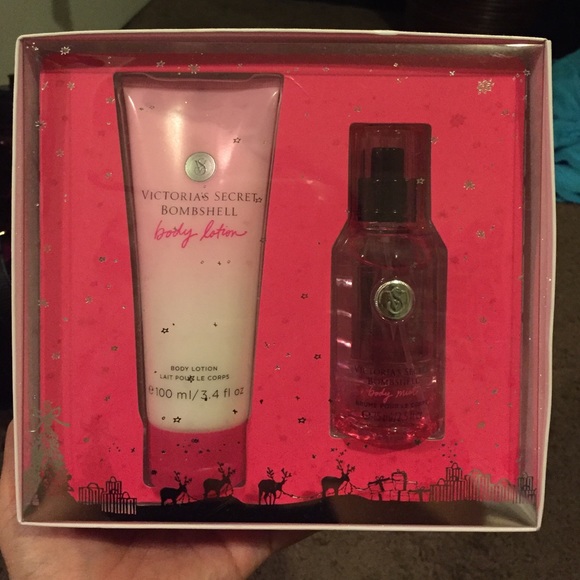 VS
VICTORIA'S SECRET
BOMBSHELL
body lotion
BODY LOTION
LAIT POUR LE CORPS
e 100 ml/3.4 fl oz
VS
VICTORIA'S SECRET
BOMBSHELL
body mist